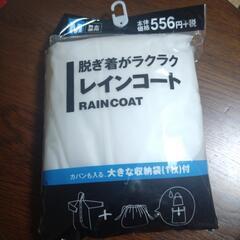 M
本体
価格 556円+税
脱ぎ着がラクラク
レインコート
RAINCOAT
カバンも入る、大きな収納袋(1枚)付